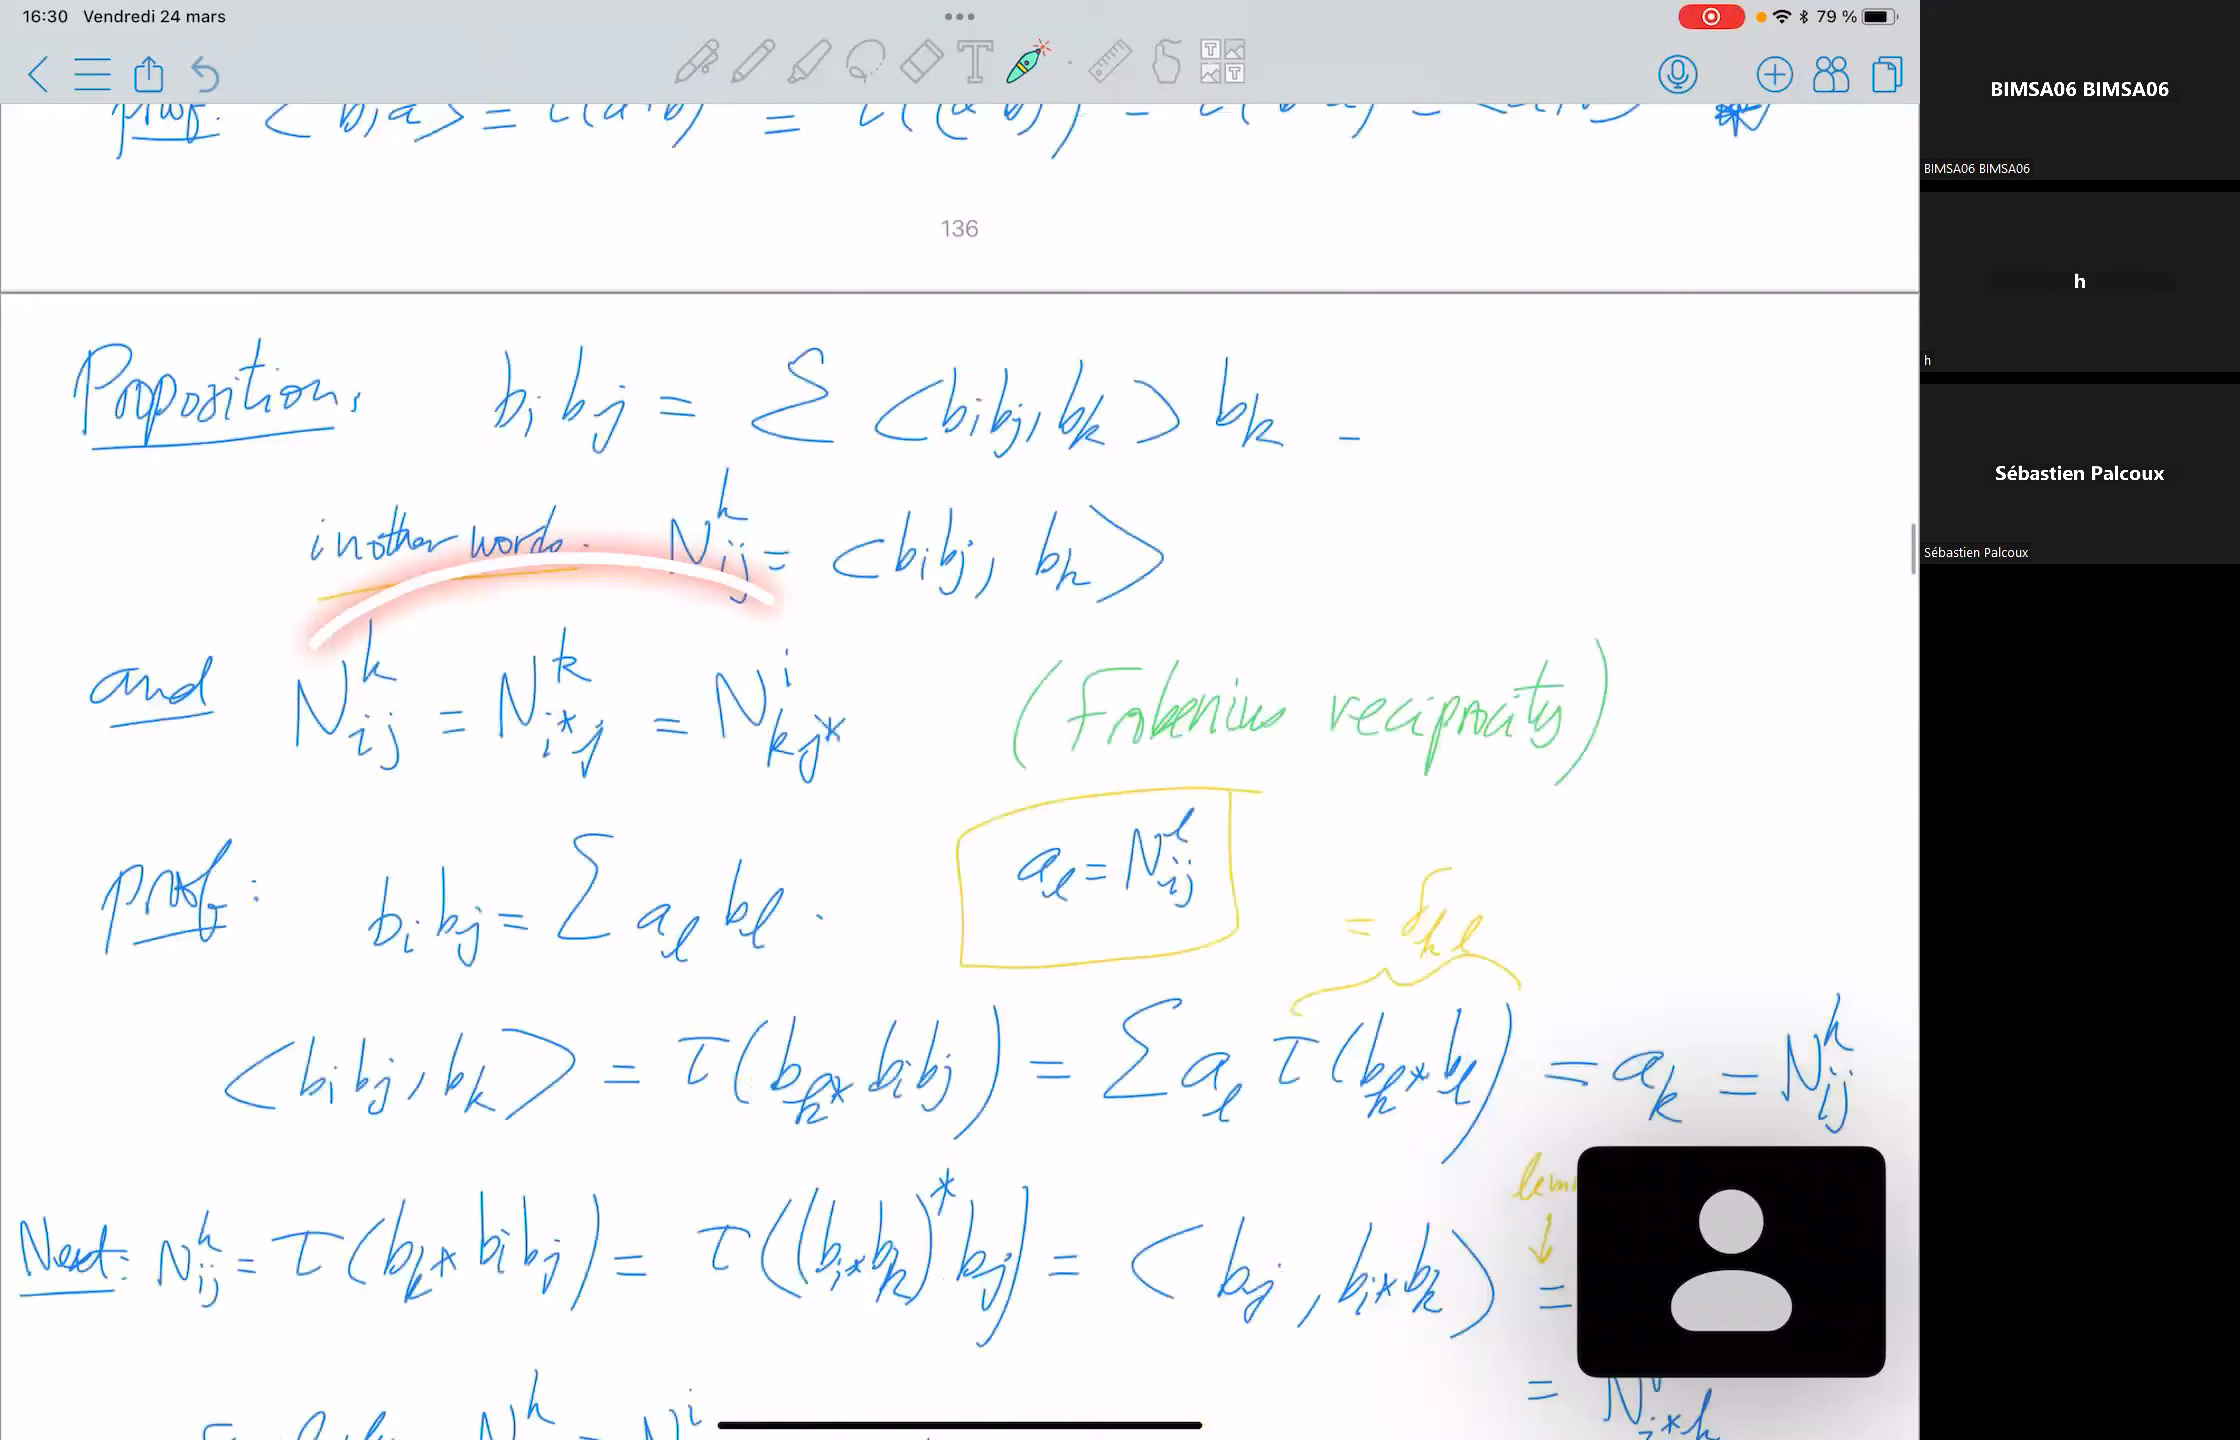 16:30 Vendredi 24 mars
79 %
BIMSA06 BIMSA06
BIMSA06 BIMSA06
h
h
Sébastien Palcoux
Sébastien Palcoux
proof: <b, a> =
136
Proposition. b_i b_j = Σ <b_i b_j, b_k> b_k -
in other words. N_{ij}^k = <b_i b_j, b_k>
and N_{ij}^k = N_{i*j}^k = N_{kj*}^i (Frobenius reciprocity)
proof: b_i b_j = Σ a_l b_l . a_l = N_{ij}^l
= δ_{kl}
<b_i b_j, b_k> = τ(b_{k*} b_i b_j) = Σ a_l τ(b_{k*} b_l) = a_k = N_{ij}^k
Next: N_{ij}^k = τ(b_{k*} b_i b_j) = τ((b_{i*} b_k)^* b_j) = <b_j, b_{i*} b_k> =